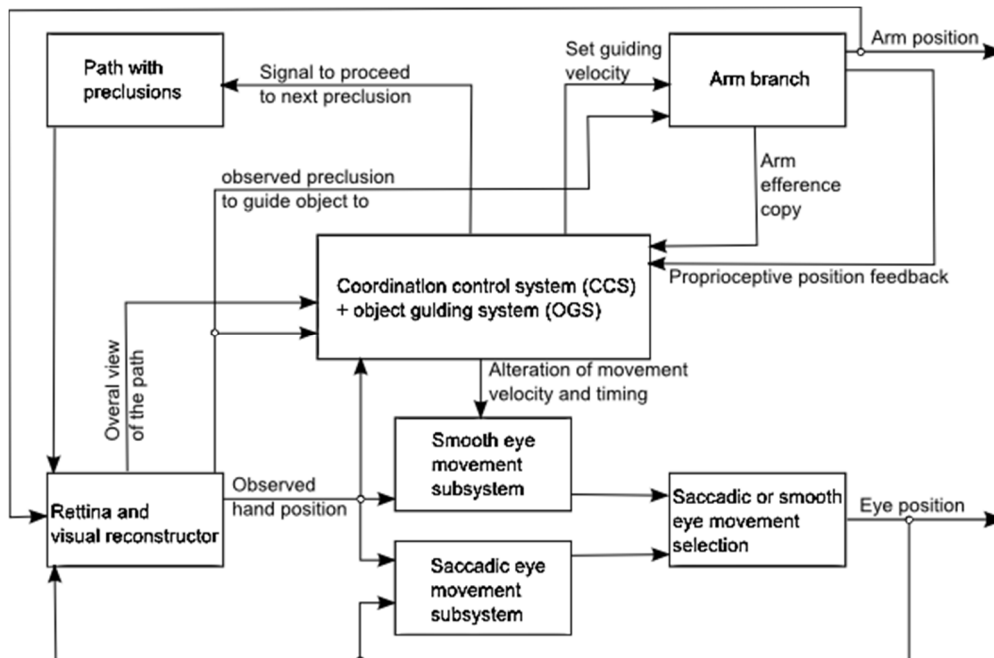 Path with
preclusions
Signal to proceed
to next preclusion
Set guiding
velocity
Arm branch
Arm position
observed preclusion
to guide object to
Arm
efference
copy
Proprioceptive position feedback
Coordination control system (CCS)
+ object guiding system (OGS)
Overal view
of the path
Alteration of movement
velocity and timing
Smooth eye
movement
subsystem
Rettina and
visual reconstructor
Observed
hand position
Saccadic or smooth
eye movement
selection
Eye position
Saccadic eye
movement
subsystem